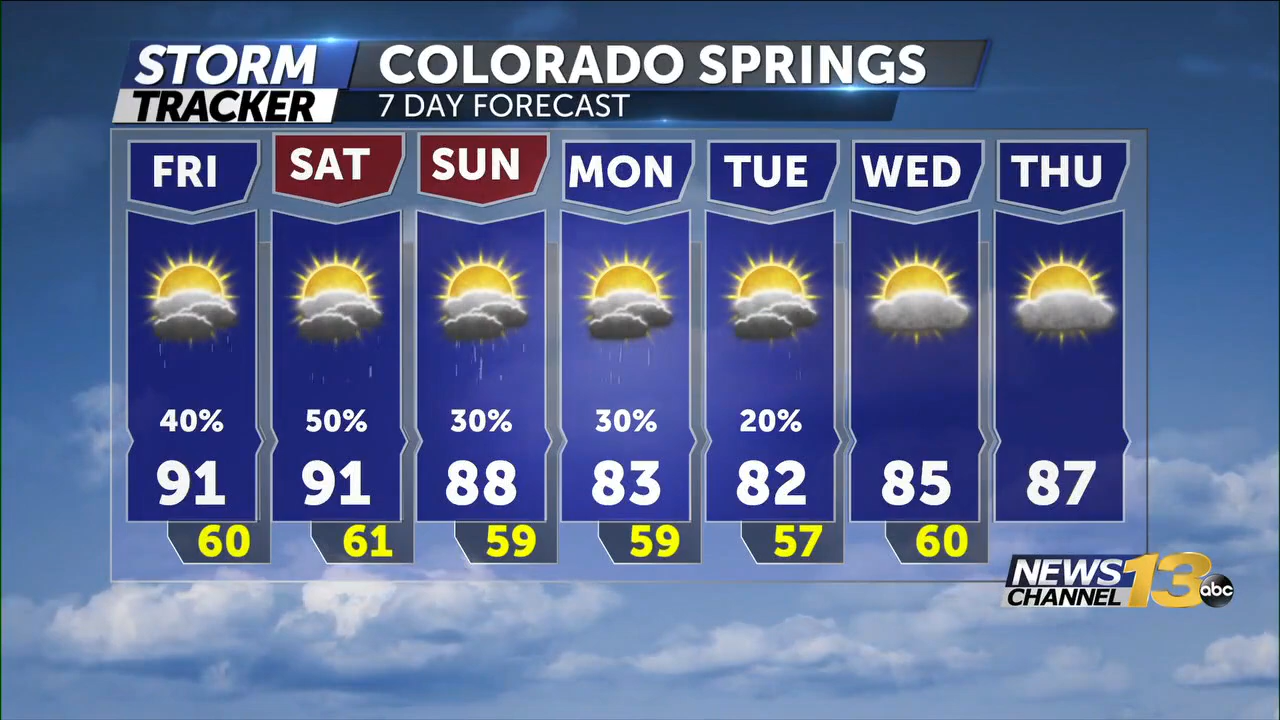 STORM
TRACKER
COLORADO SPRINGS
7 DAY FORECAST
FRI SAT SUN MON TUE WED THU
40% 50% 30% 30% 20%
91 91 88 83 82 85 87
60 61 59 59 57 60
NEWS
CHANNEL 13 abc